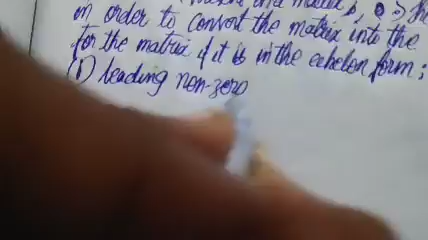 in order to convert the matrix into the
for the matrix if it is in the echelon form;
(1) leading non-zero